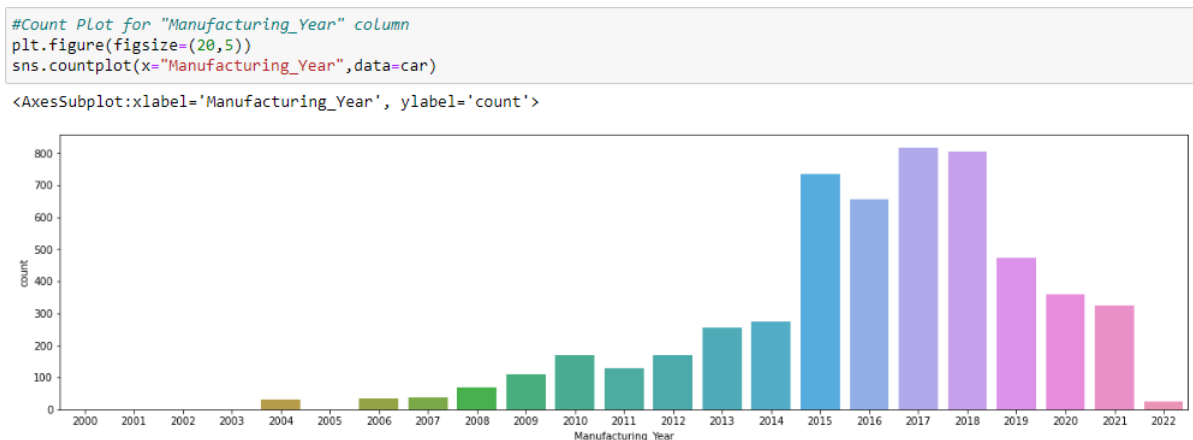 #Count Plot for "Manufacturing_Year" column
plt.figure(figsize=(20,5))
sns.countplot(x="Manufacturing_Year",data=car)
<AxesSubplot:xlabel='Manufacturing_Year', ylabel='count'>
800
700
600
500
400
300
200
100
0
count
2000 2001 2002 2003 2004 2005 2006 2007 2008 2009 2010 2011 2012 2013 2014 2015 2016 2017 2018 2019 2020 2021 2022
Manufacturing_Year